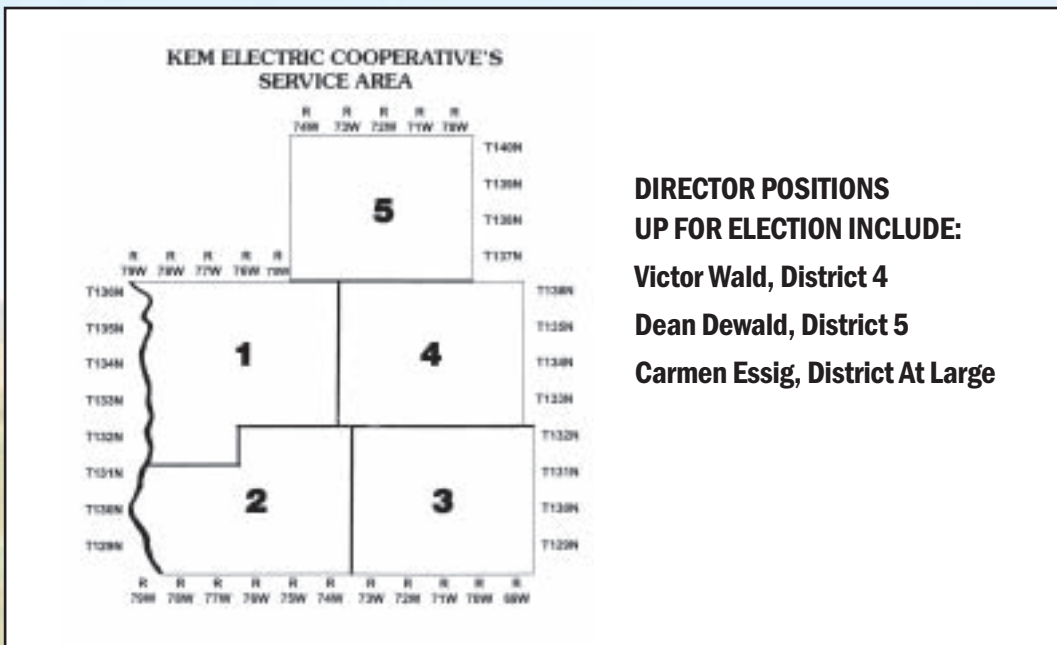 KEM ELECTRIC COOPERATIVE'S
SERVICE AREA
R R R R R
74W 73W 72W 71W 70W
T140N
T139N
T138N
5
T137N
R R R R R
79W 78W 77W 76W
T136N
T135N
T134N
T133N
T132N
T131N
T130N
T129N
1
4
T136N
T135N
T134N
T133N
T132N
T131N
T130N
T129N
2
3
R R R R R R R R R R R
79W 78W 77W 76W 75W 74W 73W 72W 71W 70W 69W
DIRECTOR POSITIONS
UP FOR ELECTION INCLUDE:
Victor Wald, District 4
Dean Dewald, District 5
Carmen Essig, District At Large